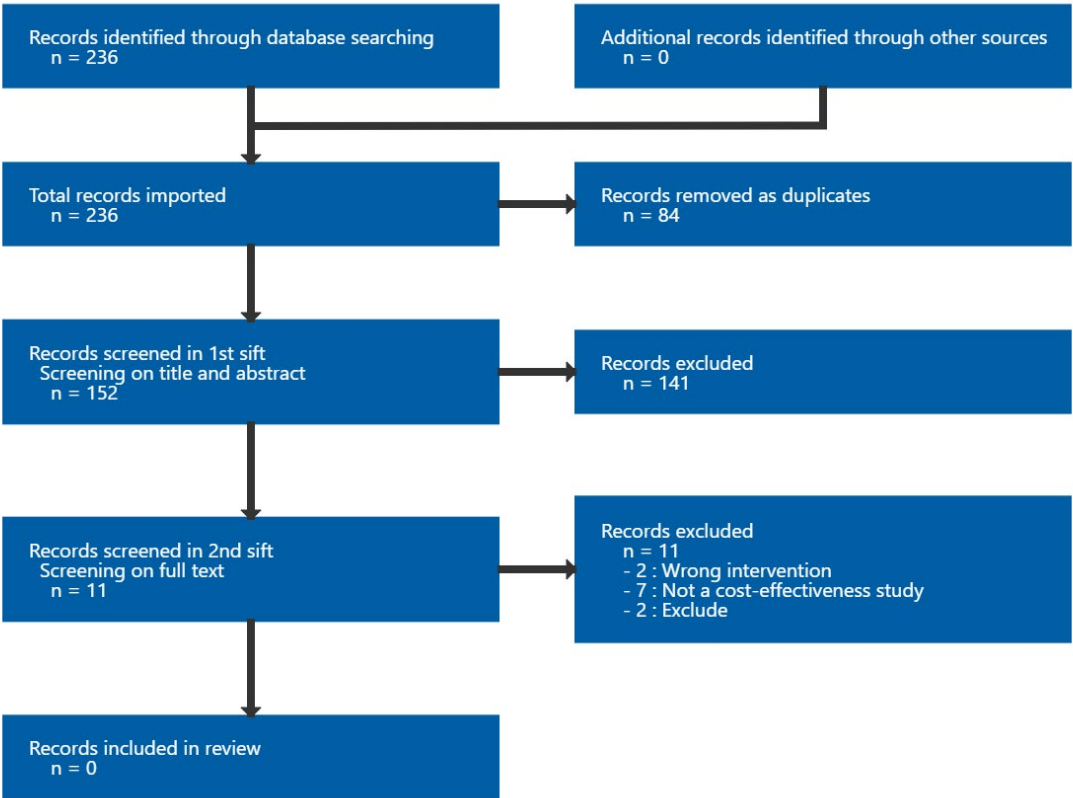 Records identified through database searching
n = 236
Additional records identified through other sources
n = 0
Total records imported
n = 236
Records removed as duplicates
n = 84
Records screened in 1st sift
Screening on title and abstract
n = 152
Records excluded
n = 141
Records screened in 2nd sift
Screening on full text
n = 11
Records excluded
n = 11
- 2 : Wrong intervention
- 7 : Not a cost-effectiveness study
- 2 : Exclude
Records included in review
n = 0